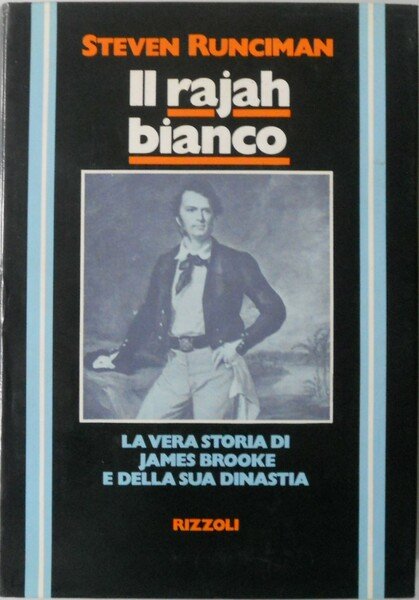 STEVEN RUNCIMAN
Il rajah
bianco
LA VERA STORIA DI
JAMES BROOKE
E DELLA SUA DINASTIA
RIZZOLI